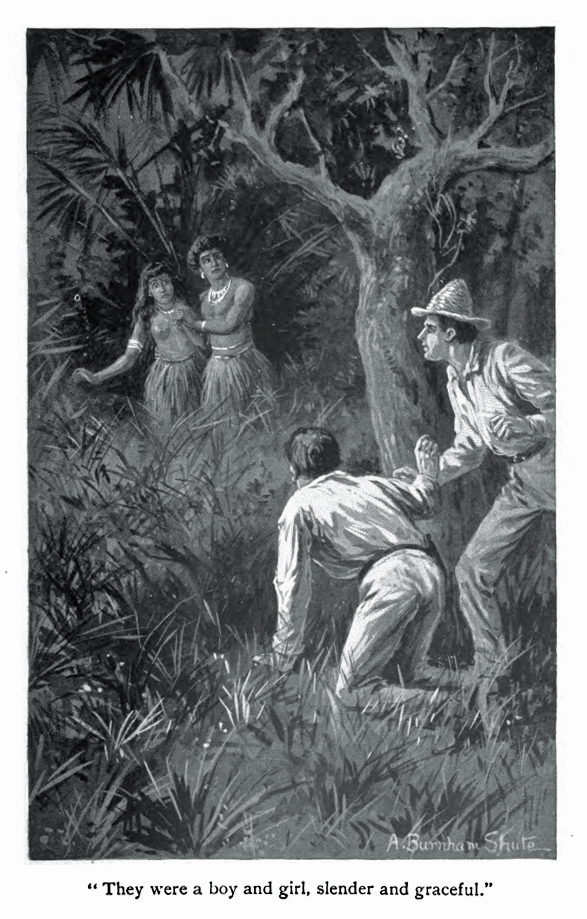 A. Burnham Shute
“ They were a boy and girl, slender and graceful.”